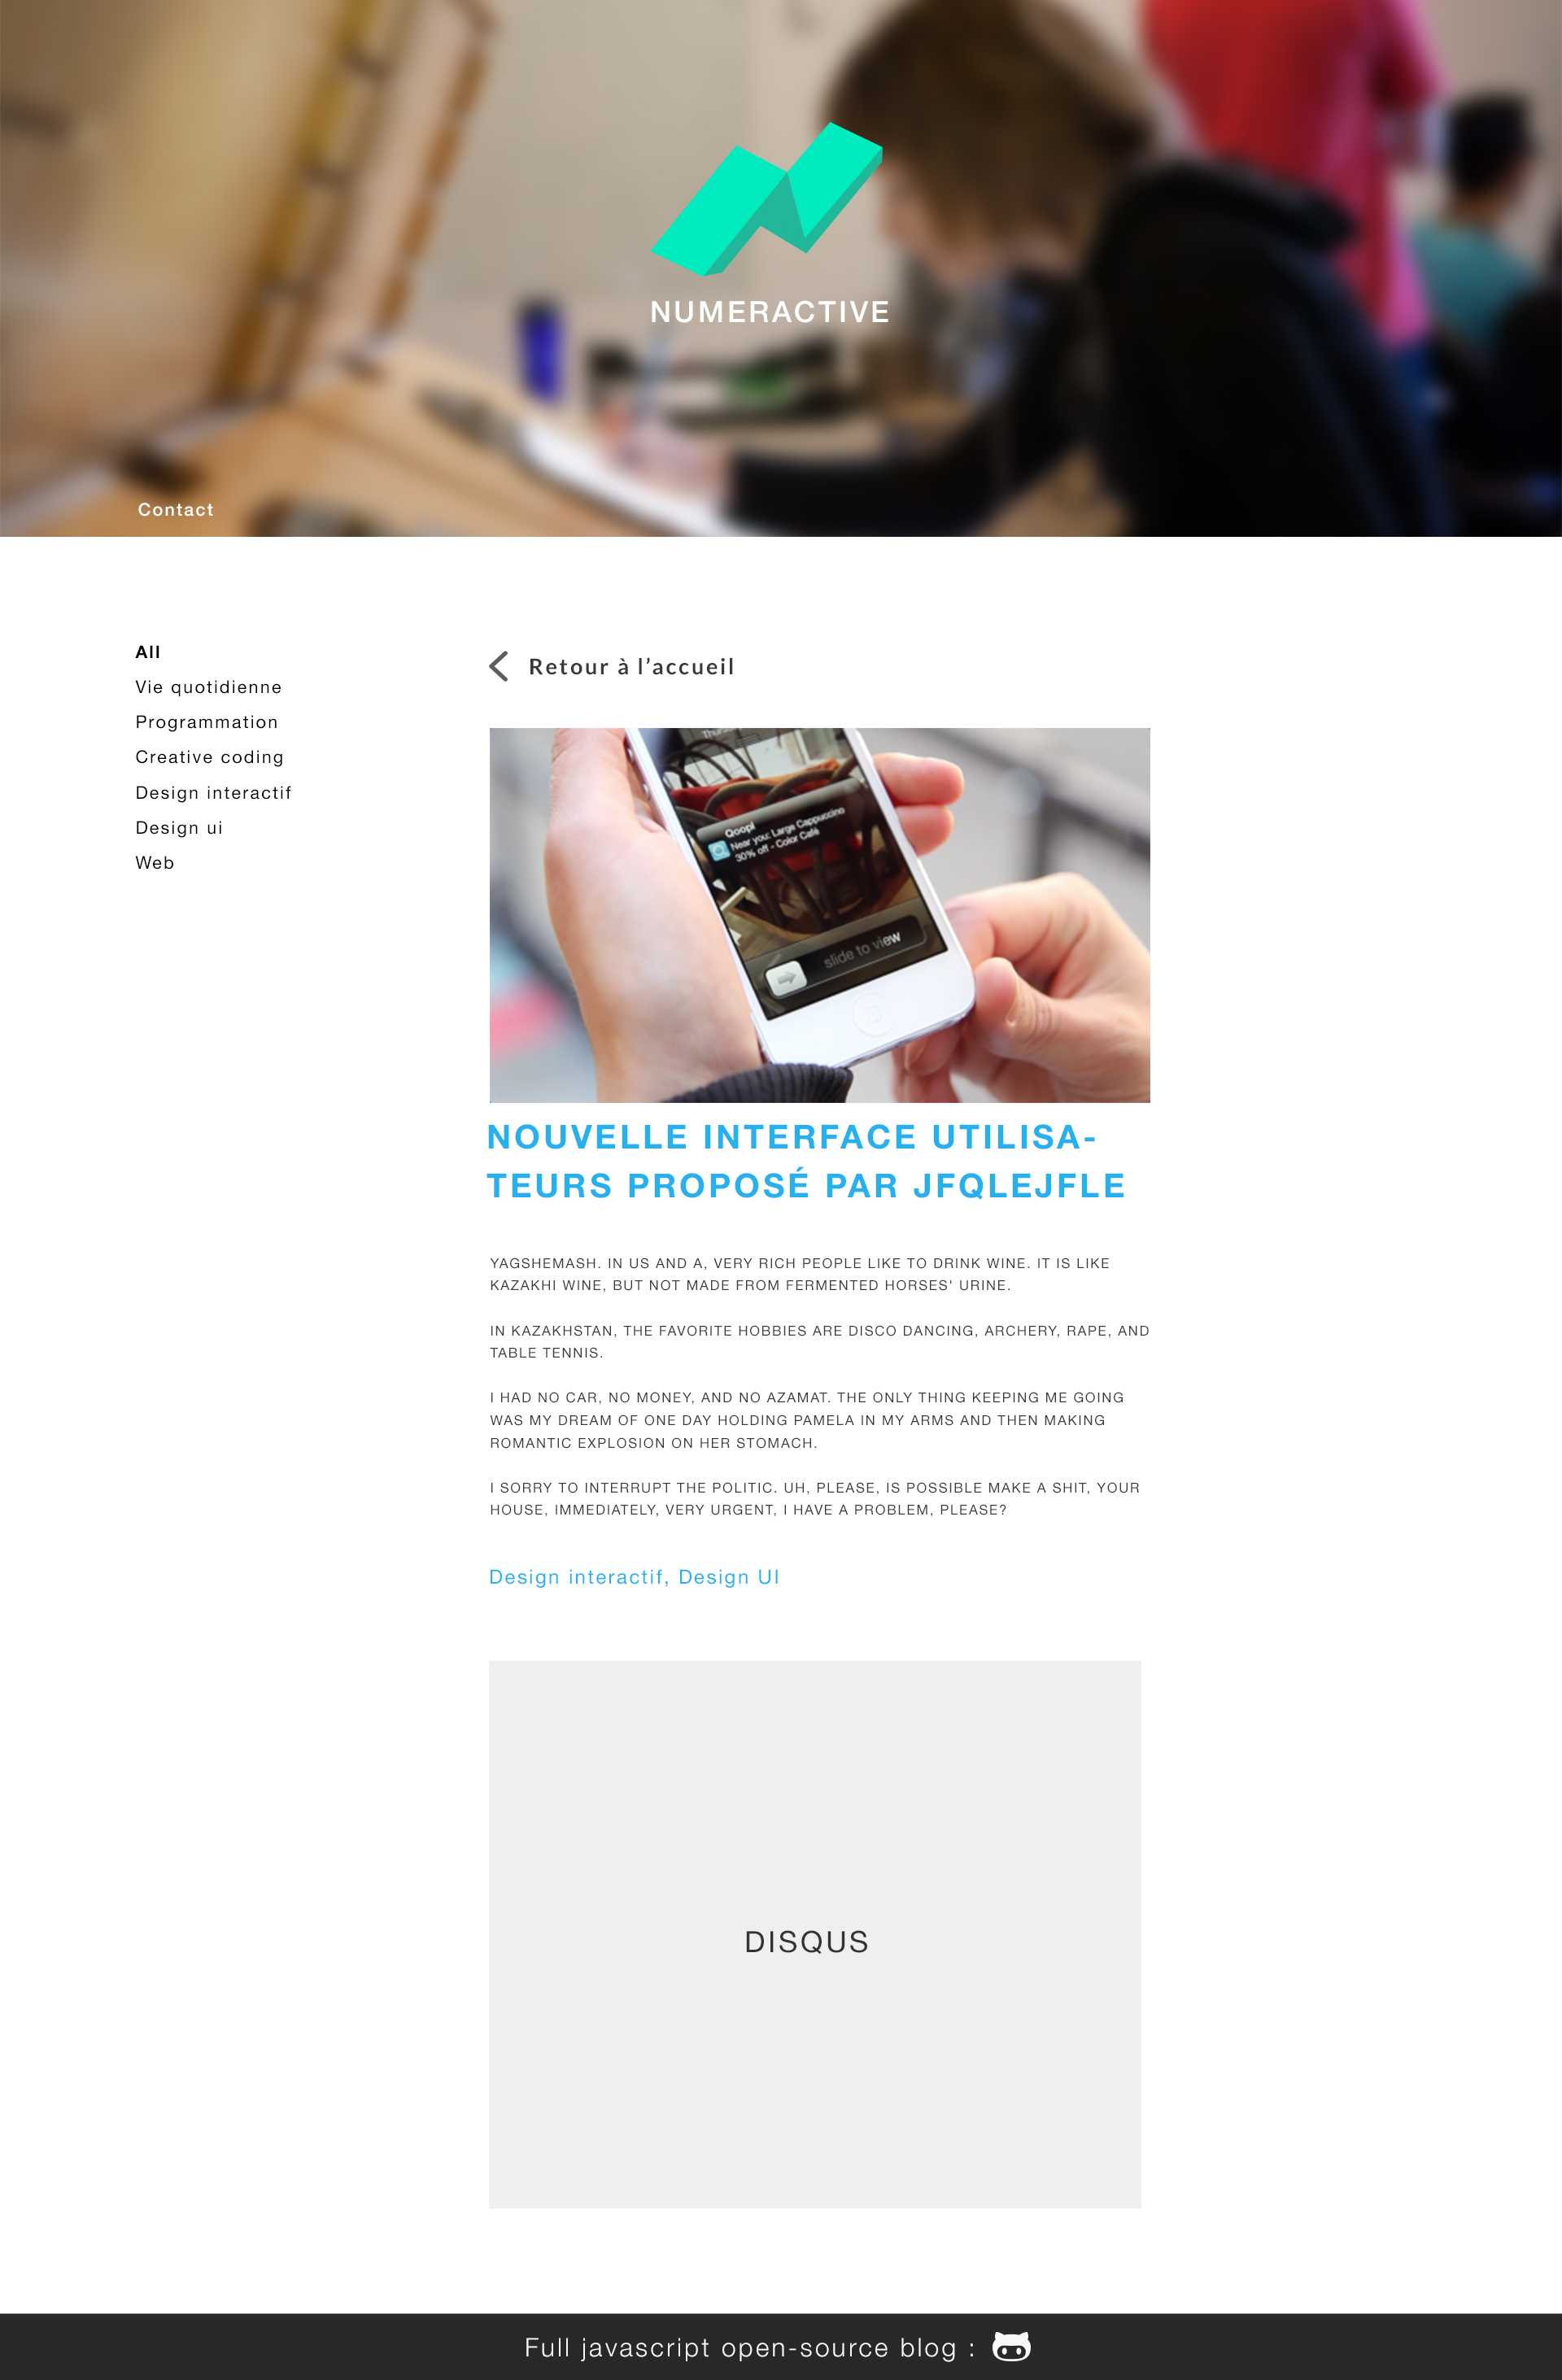 NUMERACTIVE
Contact
All
Vie quotidienne
Programmation
Creative coding
Design interactif
Design ui
Web
Retour à l’accueil
Qoopl
Near you: Large Cappuccino
30% off - Color Café
slide to view
NOUVELLE INTERFACE UTILISA-
TEURS PROPOSÉ PAR JFQLEJFLE
YAGSHEMASH. IN US AND A, VERY RICH PEOPLE LIKE TO DRINK WINE. IT IS LIKE
KAZAKHI WINE, BUT NOT MADE FROM FERMENTED HORSES' URINE.
IN KAZAKHSTAN, THE FAVORITE HOBBIES ARE DISCO DANCING, ARCHERY, RAPE, AND
TABLE TENNIS.
I HAD NO CAR, NO MONEY, AND NO AZAMAT. THE ONLY THING KEEPING ME GOING
WAS MY DREAM OF ONE DAY HOLDING PAMELA IN MY ARMS AND THEN MAKING
ROMANTIC EXPLOSION ON HER STOMACH.
I SORRY TO INTERRUPT THE POLITIC. UH, PLEASE, IS POSSIBLE MAKE A SHIT, YOUR
HOUSE, IMMEDIATELY, VERY URGENT, I HAVE A PROBLEM, PLEASE?
Design interactif, Design UI
DISQUS
Full javascript open-source blog :